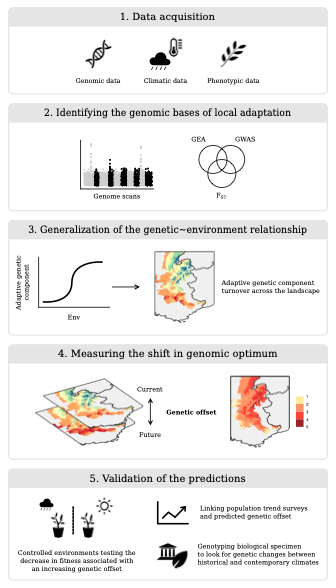 1. Data acquisition
Genomic data
Climatic data
Phenotypic data
2. Identifying the genomic bases of local adaptation
Genome scans
GEA
GWAS
FST
3. Generalization of the genetic~environment relationship
Adaptive genetic
component
Env
Adaptive genetic component
turnover across the landscape
4. Measuring the shift in genomic optimum
Current
Genetic offset
Future
5. Validation of the predictions
Controlled environments testing the
decrease in fitness associated with
an increasing genetic offset
Linking population trend surveys
and predicted genetic offset
Genotyping biological specimen
to look for genetic changes between
historical and contemporary climates